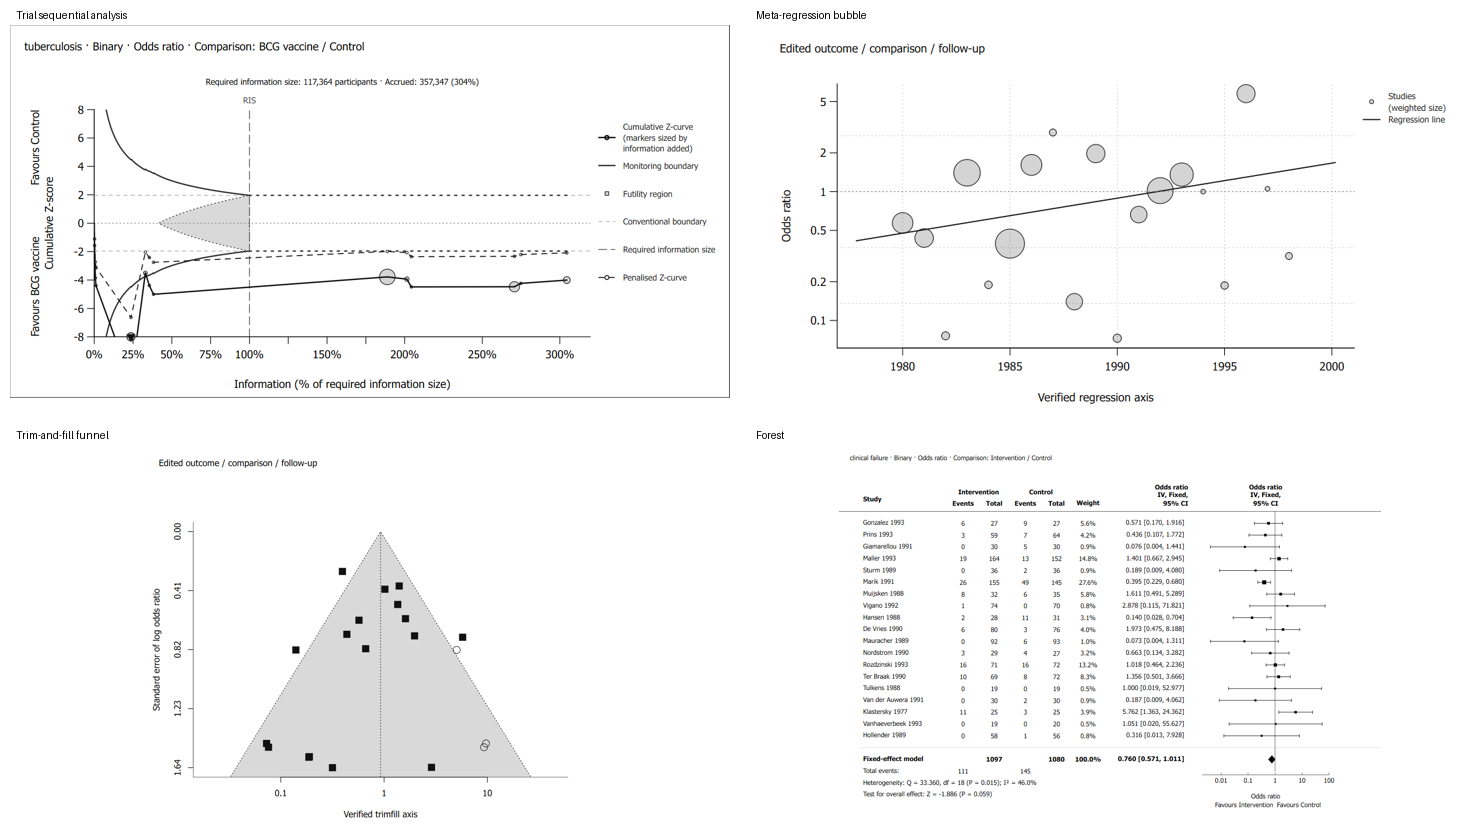 Trial sequential analysis
tuberculosis · Binary · Odds ratio · Comparison: BCG vaccine / Control
Required information size: 117,364 participants · Accrued: 357,347 (304%)
RIS
Favours Control
Favours BCG vaccine
Cumulative Z-score
8
6
4
2
0
-2
-4
-6
-8
0%
25%
50%
75%
100%
150%
200%
250%
300%
Information (% of required information size)
Cumulative Z-curve
(markers sized by
information added)
Monitoring boundary
Futility region
Conventional boundary
Required information size
Penalised Z-curve
Meta-regression bubble
Edited outcome / comparison / follow-up
Odds ratio
5
2
1
0.5
0.2
0.1
1980
1985
1990
1995
2000
Verified regression axis
Studies
(weighted size)
Regression line
Trim-and-fill funnel
Edited outcome / comparison / follow-up
Standard error of log odds ratio
0.00
0.41
0.82
1.23
1.64
0.1
1
10
Verified trimfill axis
Forest
clinical failure · Binary · Odds ratio · Comparison: Intervention / Control
Study Intervention Events Total Control Events Total Weight Odds ratio IV, Fixed, 95% CI Odds ratio IV, Fixed, 95% CI
Gonzalez 1993 6 27 9 27 5.6% 0.571 [0.170, 1.916]
Prins 1993 3 59 7 64 4.2% 0.436 [0.107, 1.772]
Giamarellou 1991 0 30 5 30 0.9% 0.076 [0.004, 1.441]
Maller 1993 19 164 13 152 14.8% 1.401 [0.667, 2.945]
Sturm 1989 0 36 2 36 0.9% 0.189 [0.009, 4.080]
Marik 1991 26 155 49 145 27.6% 0.395 [0.229, 0.680]
Muijsken 1988 8 32 6 35 5.8% 1.611 [0.491, 5.289]
Vigano 1992 1 74 0 70 0.8% 2.878 [0.115, 71.821]
Hansen 1988 2 28 11 31 3.1% 0.140 [0.028, 0.704]
De Vries 1990 6 80 3 76 4.0% 1.973 [0.475, 8.188]
Mauracher 1989 0 92 6 93 1.0% 0.073 [0.004, 1.311]
Nordstrom 1990 3 29 4 27 3.2% 0.663 [0.134, 3.282]
Rozdzinski 1993 16 71 16 72 13.2% 1.018 [0.464, 2.236]
Ter Braak 1990 10 69 8 72 8.3% 1.356 [0.501, 3.666]
Tulkens 1988 0 19 0 19 0.5% 1.000 [0.019, 52.977]
Van der Auwera 1991 0 30 2 30 0.9% 0.187 [0.009, 4.062]
Klastersky 1977 11 25 3 25 3.9% 5.762 [1.363, 24.362]
Vanhaeverbeek 1993 0 19 0 20 0.5% 1.051 [0.020, 55.627]
Hollender 1989 0 58 1 56 0.8% 0.316 [0.013, 7.928]
Fixed-effect model 1097 1080 100.0% 0.760 [0.571, 1.011]
Total events: 111 145
Heterogeneity: Q = 33.360, df = 18 (P = 0.015); I² = 46.0%
Test for overall effect: Z = -1.886 (P = 0.059)
0.01 0.1 1 10 100
Odds ratio
Favours Intervention Favours Control